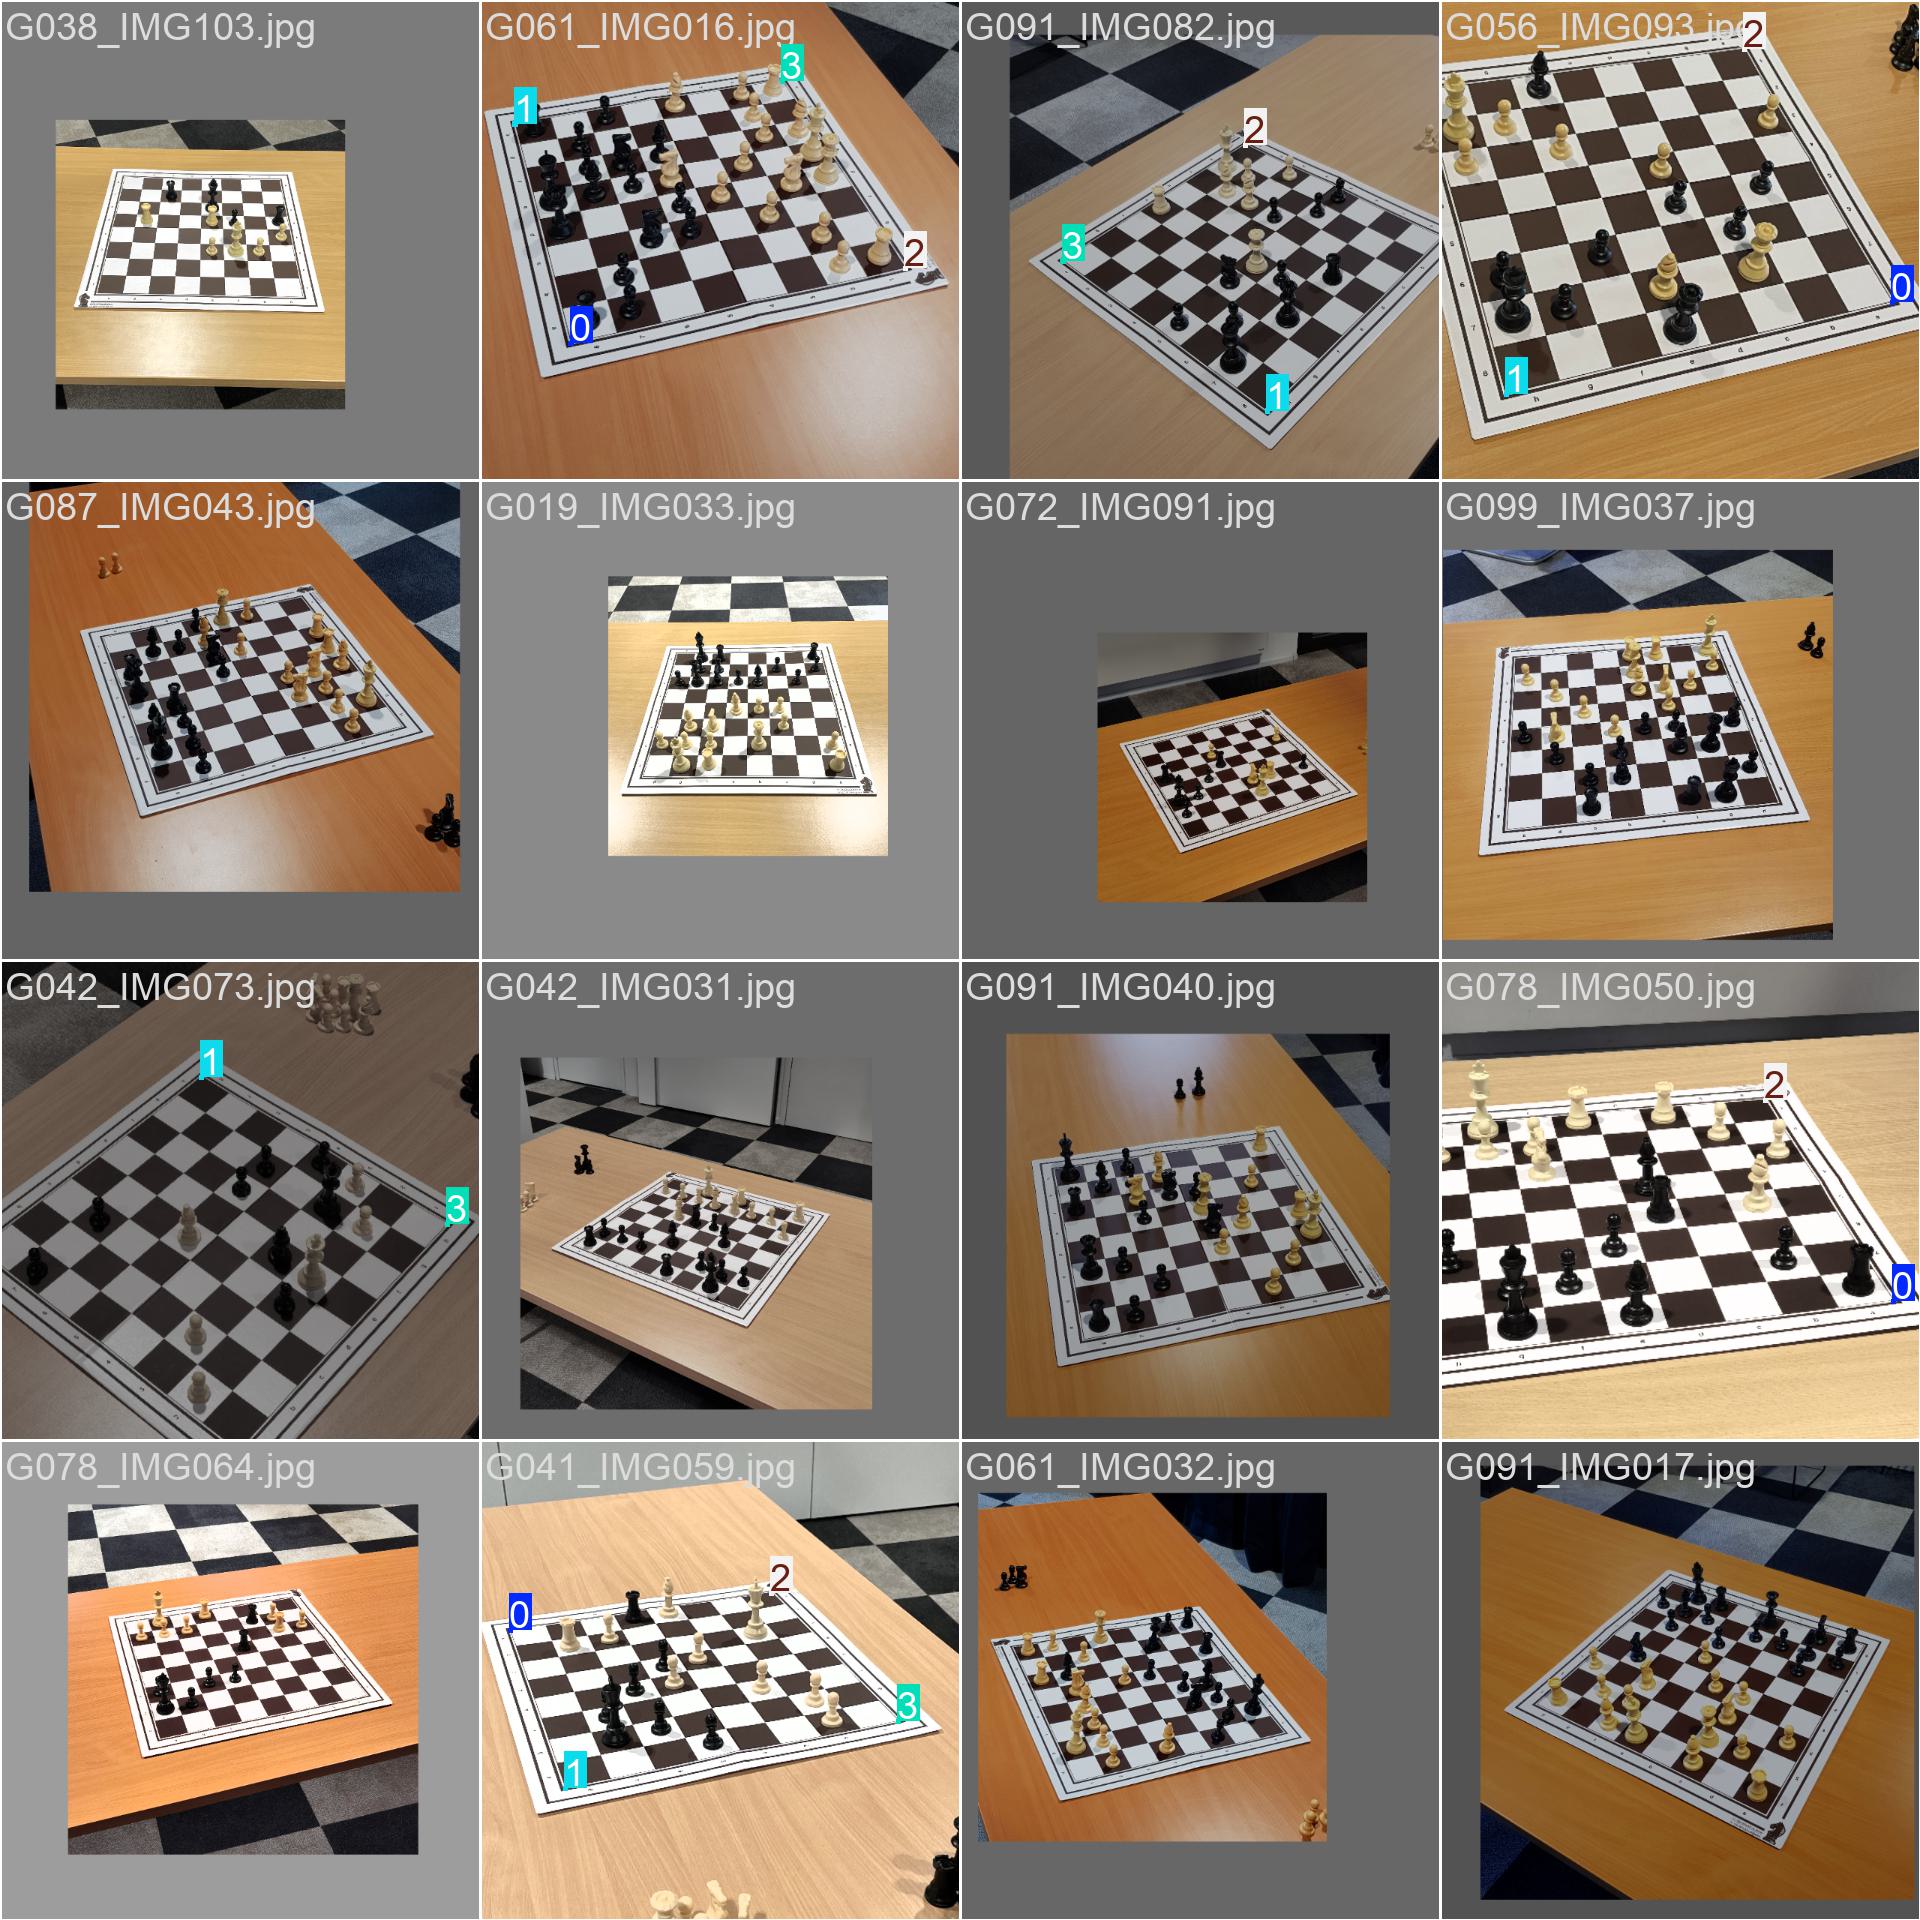 G038_IMG103.jpg
G061_IMG016.jpg
G091_IMG082.jpg
G056_IMG093.jpg
3
1
2
0
2
3
1
2
0
1
G087_IMG043.jpg
G019_IMG033.jpg
G072_IMG091.jpg
G099_IMG037.jpg
G042_IMG073.jpg
G042_IMG031.jpg
G091_IMG040.jpg
G078_IMG050.jpg
1
3
2
0
G078_IMG064.jpg
G041_IMG059.jpg
G061_IMG032.jpg
G091_IMG017.jpg
2
0
3
1